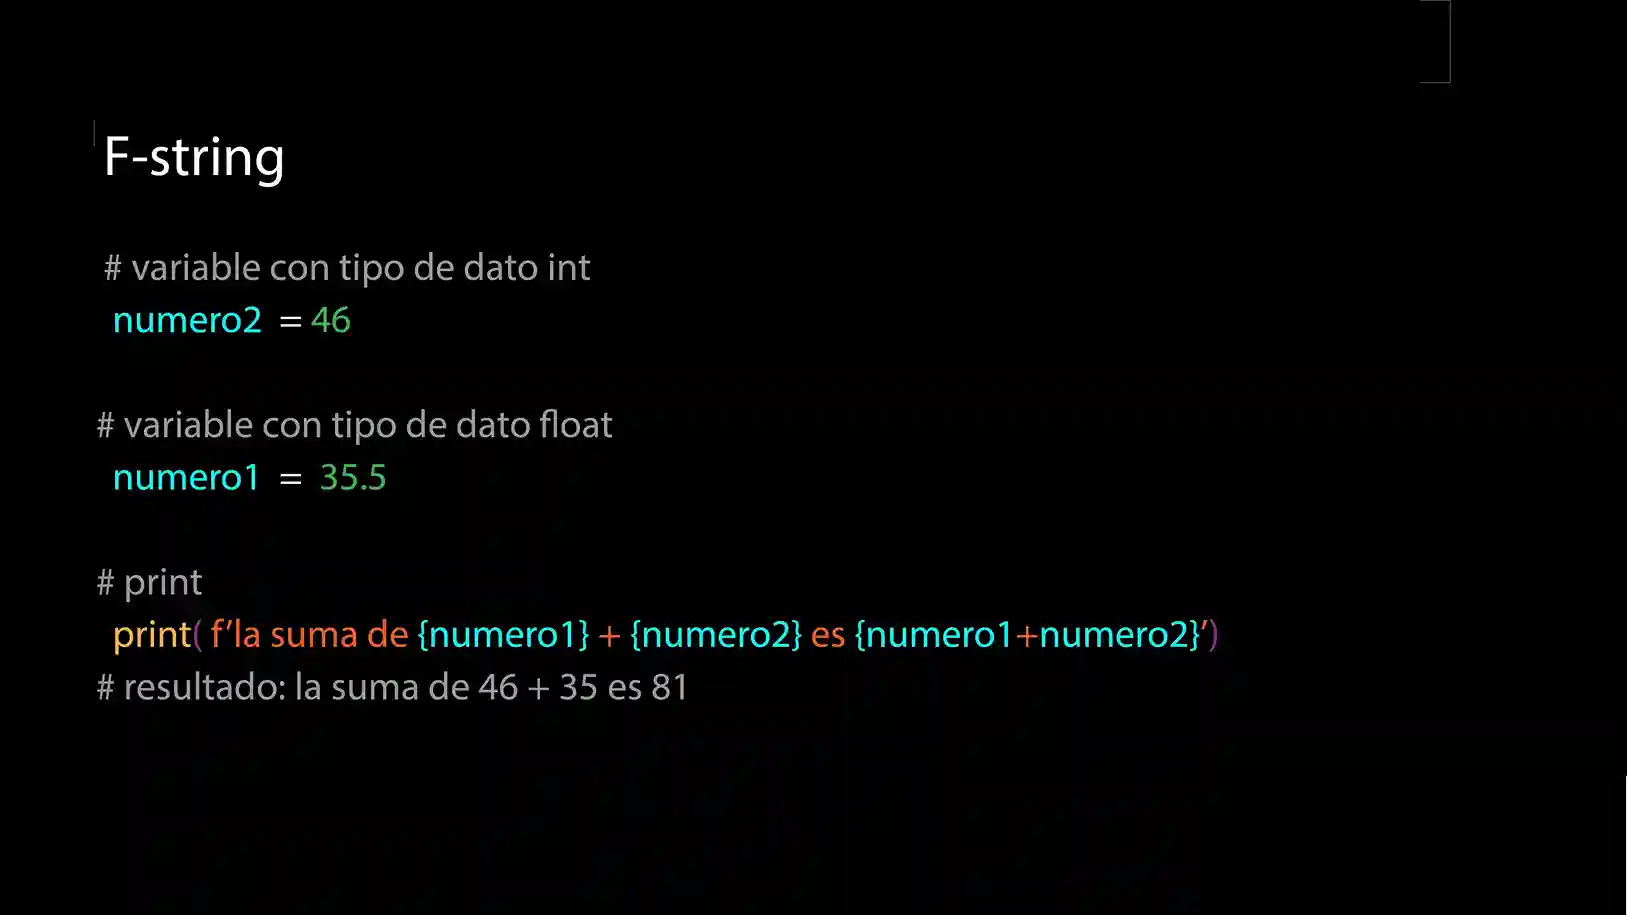 F-string
# variable con tipo de dato int
numero2 = 46
# variable con tipo de dato float
numero1 = 35.5
# print
print( f’la suma de {numero1} + {numero2} es {numero1+numero2}’)
# resultado: la suma de 46 + 35 es 81